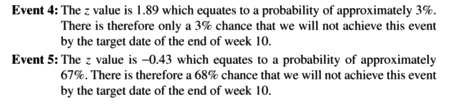 Event 4: The z value is 1.89 which equates to a probability of approximately 3%.
There is therefore only a 3% chance that we will not achieve this event
by the target date of the end of week 10.
Event 5: The z value is −0.43 which equates to a probability of approximately
67%. There is therefore a 68% chance that we will not achieve this event
by the target date of the end of week 10.